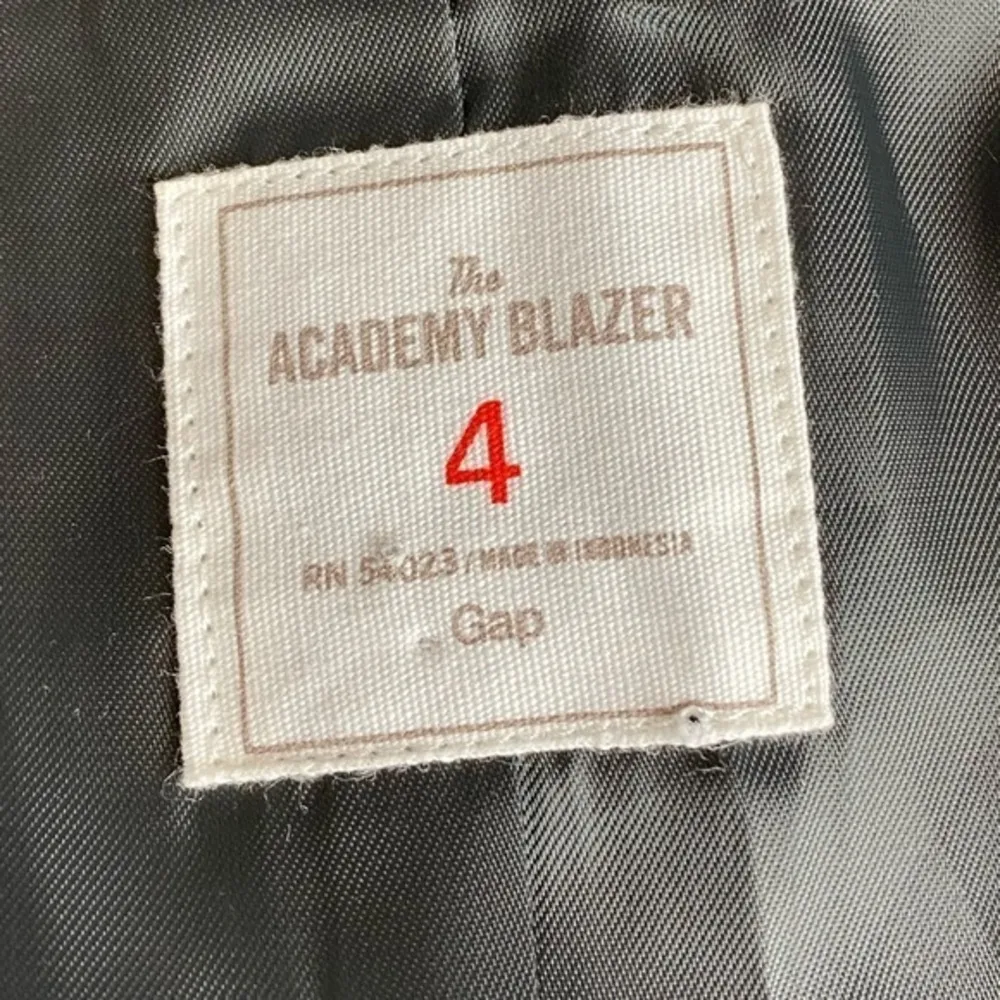 The
ACADEMY BLAZER
4
RN 54023 / MADE IN INDONESIA
Gap